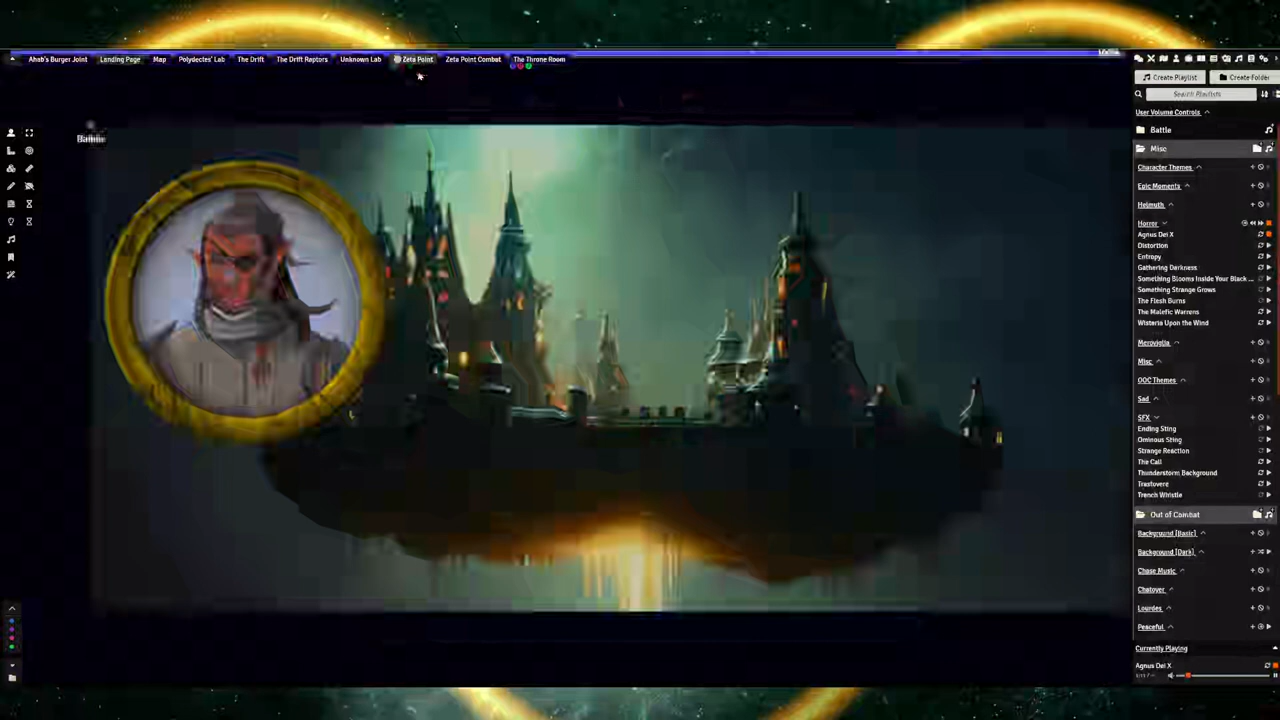 Ahab's Burger Joint Landing Page Map Polydectes' Lab The Drift The Drift Raptors Unknown Lab Zeta Point Zeta Point Combat The Throne Room
Create Playlist Create Folder
Search Playlists
User Volume Controls
Battle
Misc
Character Themes
Epic Moments
Helmuth
Horror
Agnus Dei X
Distortion
Entropy
Gathering Darkness
Something Blooms Inside Your Black ...
Something Strange Grows
The Flesh Burns
The Malefic Warrens
Wisteria Upon the Wind
Meroviglia
Misc
OOC Themes
Sad
SFX
Ending Sting
Ominous Sting
Strange Reaction
The Call
Thunderstorm Background
Trastovere
Trench Whistle
Out of Combat
Background [Basic]
Background [Dark]
Chase Music
Chatover
Lourdes
Peaceful
Currently Playing
Agnus Dei X